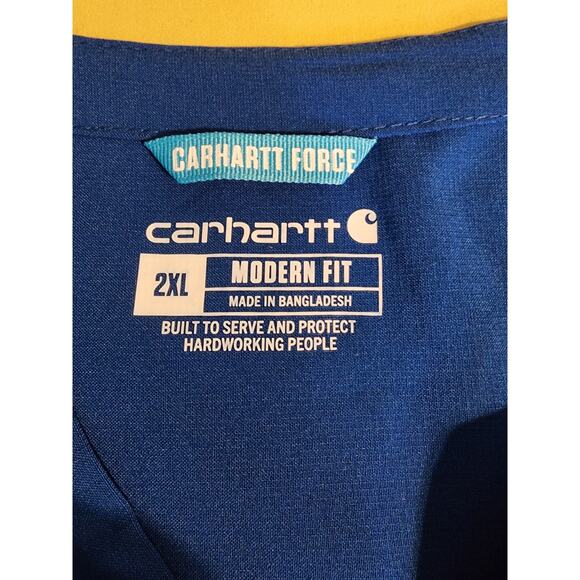 CARHARTT FORCE
carhartt
2XL MODERN FIT
MADE IN BANGLADESH
BUILT TO SERVE AND PROTECT
HARDWORKING PEOPLE